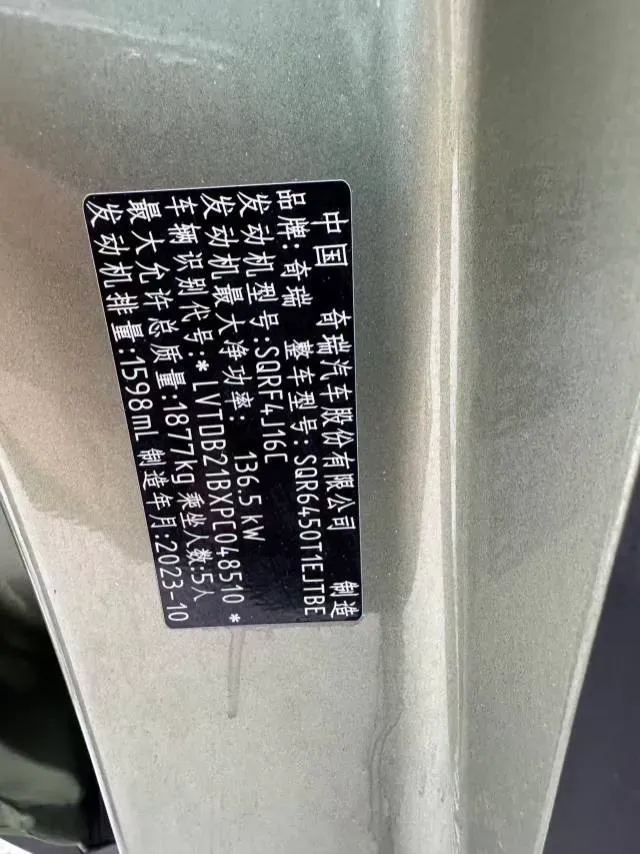 中国 奇瑞汽车股份有限公司 制造
品牌:奇瑞 整车型号:SQR6450T1EJTBE
发动机型号:SQRF4J16C
发动机最大净功率: 136.5 kW
车辆识别代号:*LVTDB21BXPC048510*
最大允许总质量:1877kg 乘坐人数:5人
发动机排量:1598mL 制造年月:2023-10